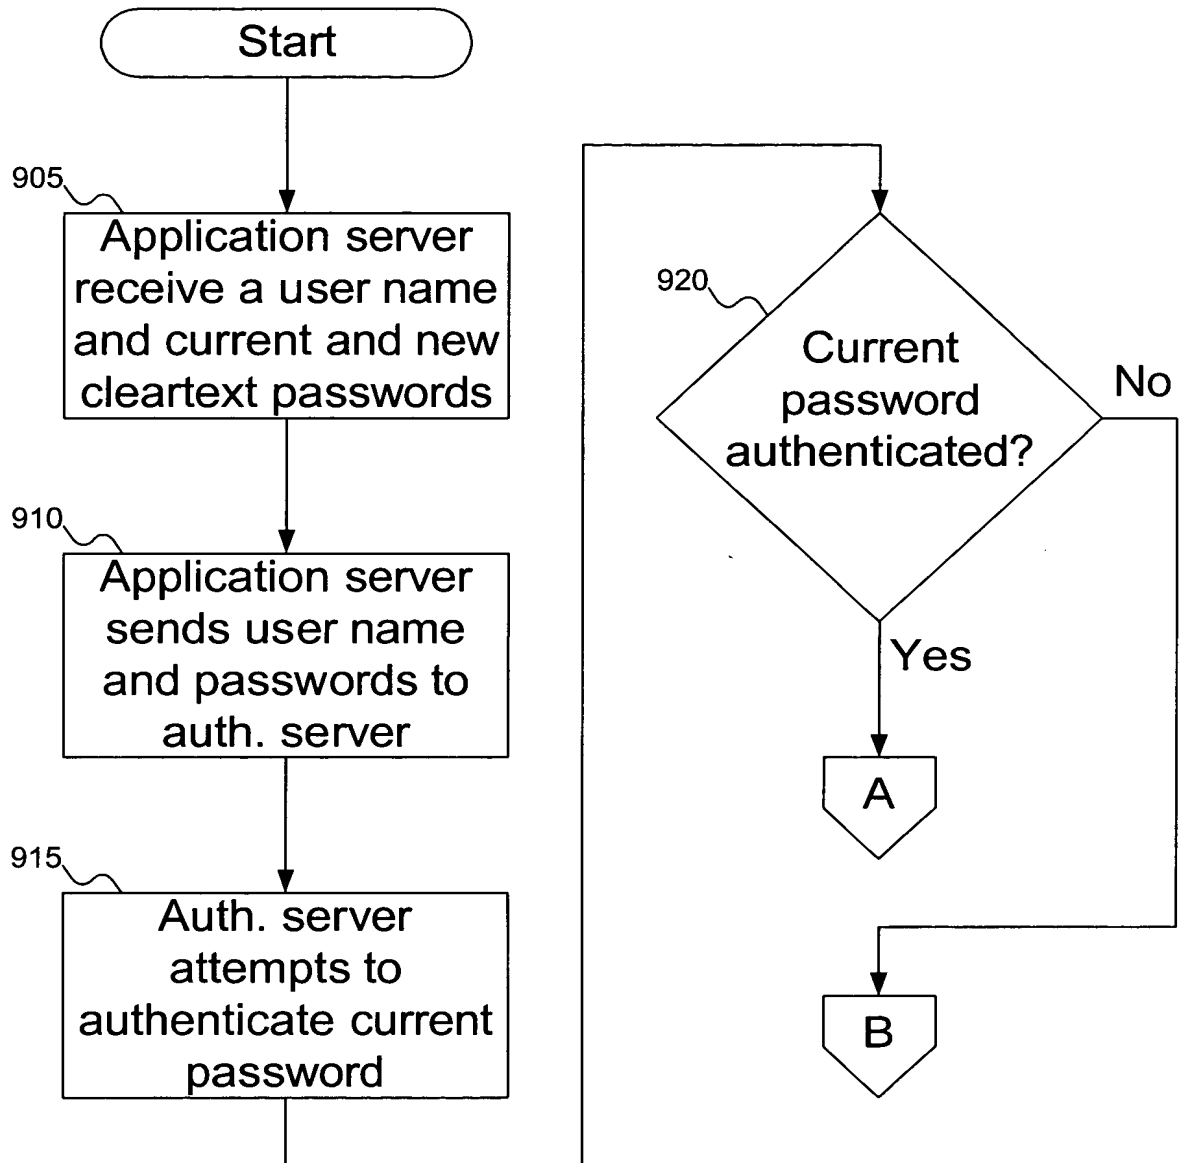 Start
905
Application server
receive a user name
and current and new
cleartext passwords
910
Application server
sends user name
and passwords to
auth. server
915
Auth. server
attempts to
authenticate current
password
920
Current
password
authenticated?
No
Yes
A
B